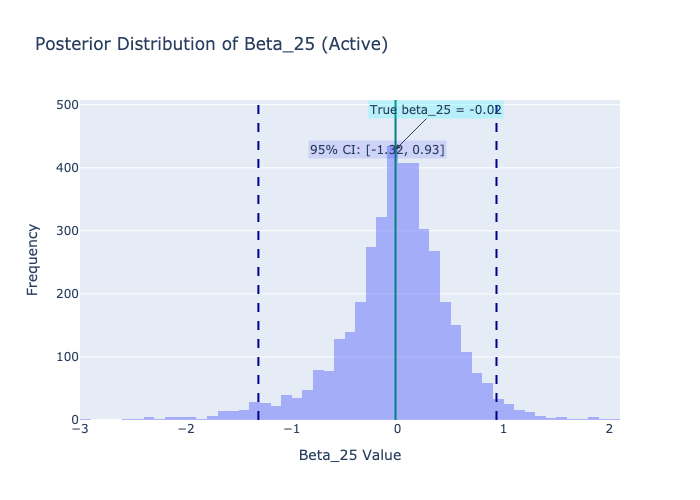 Posterior Distribution of Beta_25 (Active)
True beta_25 = -0.02
95% CI: [-1.32, 0.93]
500
400
300
200
100
0
Frequency
−3
−2
−1
0
1
2
Beta_25 Value